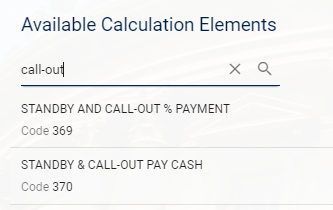 Available Calculation Elements
call-out
STANDBY AND CALL-OUT % PAYMENT
Code 369
STANDBY & CALL-OUT PAY CASH
Code 370